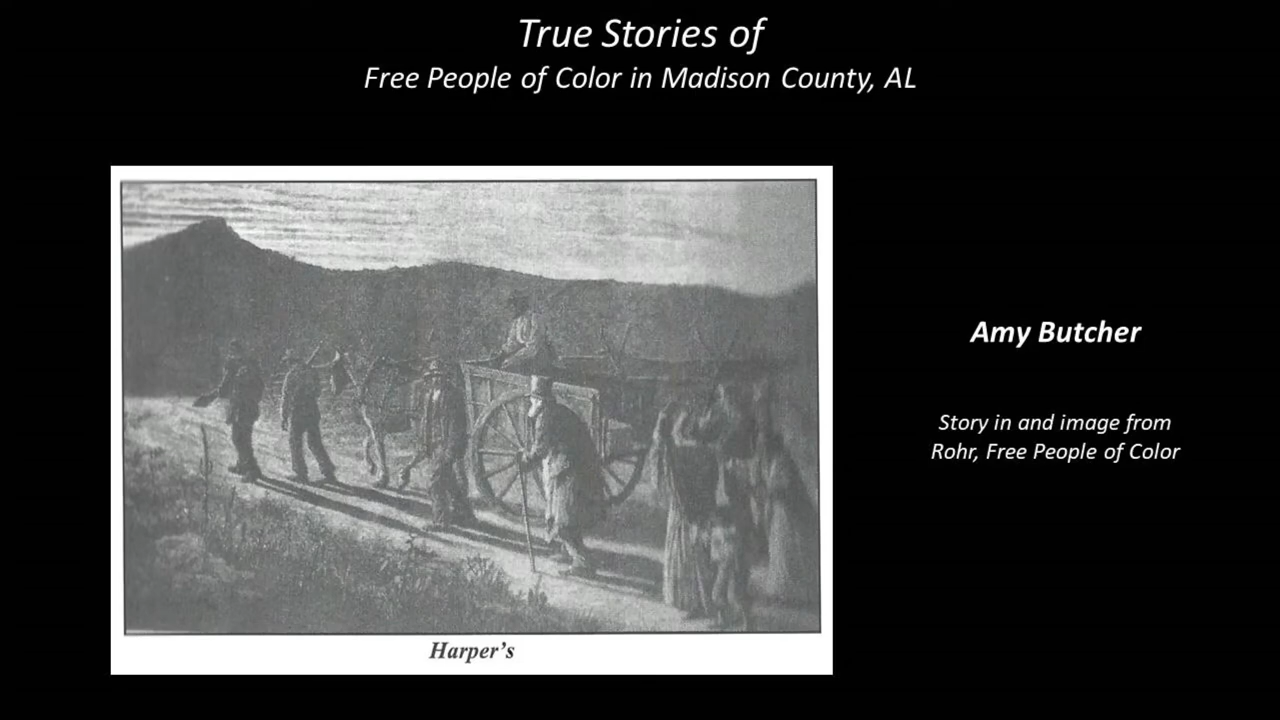 True Stories of
Free People of Color in Madison County, AL
Amy Butcher
Story in and image from
Rohr, Free People of Color
Harper's